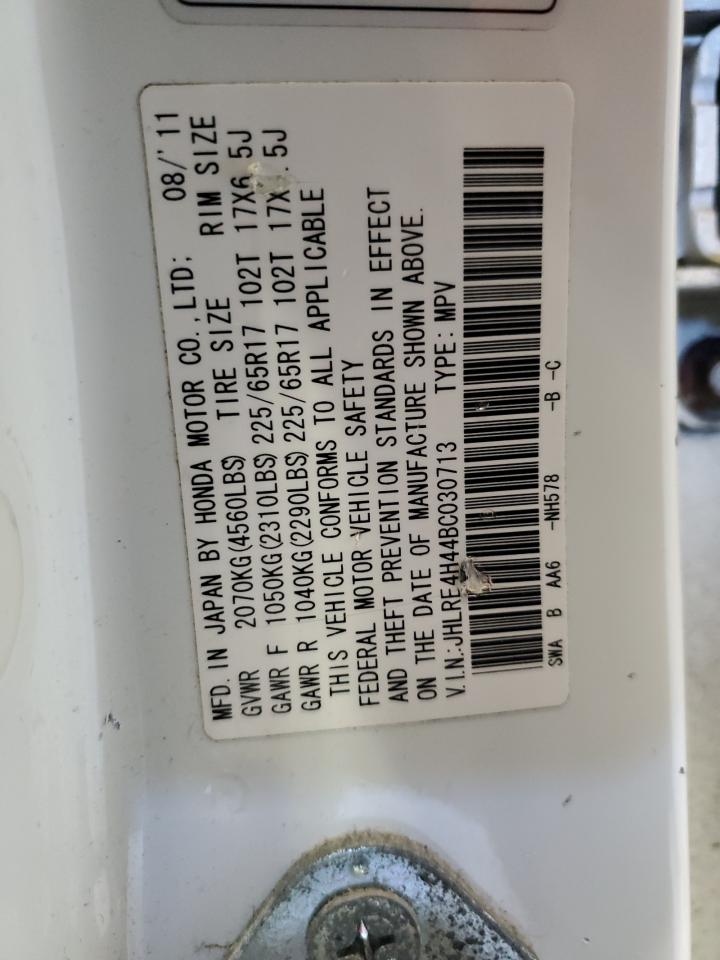 MFD. IN JAPAN BY HONDA MOTOR CO., LTD; 08/'11
TIRE SIZE RIM SIZE
GVWR 2070KG(4560LBS)
GAWR F 1050KG(2310LBS) 225/65R17 102T 17X6 5J
GAWR R 1040KG(2290LBS) 225/65R17 102T 17X .5J
THIS VEHICLE CONFORMS TO ALL APPLICABLE
FEDERAL MOTOR VEHICLE SAFETY
AND THEFT PREVENTION STANDARDS IN EFFECT
ON THE DATE OF MANUFACTURE SHOWN ABOVE.
V.I.N.:JHLRE4H44BC030713 TYPE: MPV
SWA B AA6 -NH578 -B -C